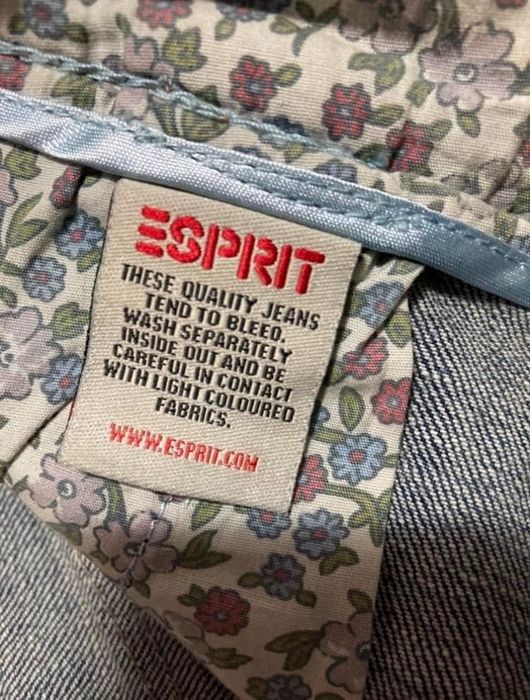 ESPRIT
THESE QUALITY JEANS
TEND TO BLEED.
WASH SEPARATELY
INSIDE OUT AND BE
CAREFUL IN CONTACT
WITH LIGHT COLOURED
FABRICS.
WWW.ESPRIT.COM